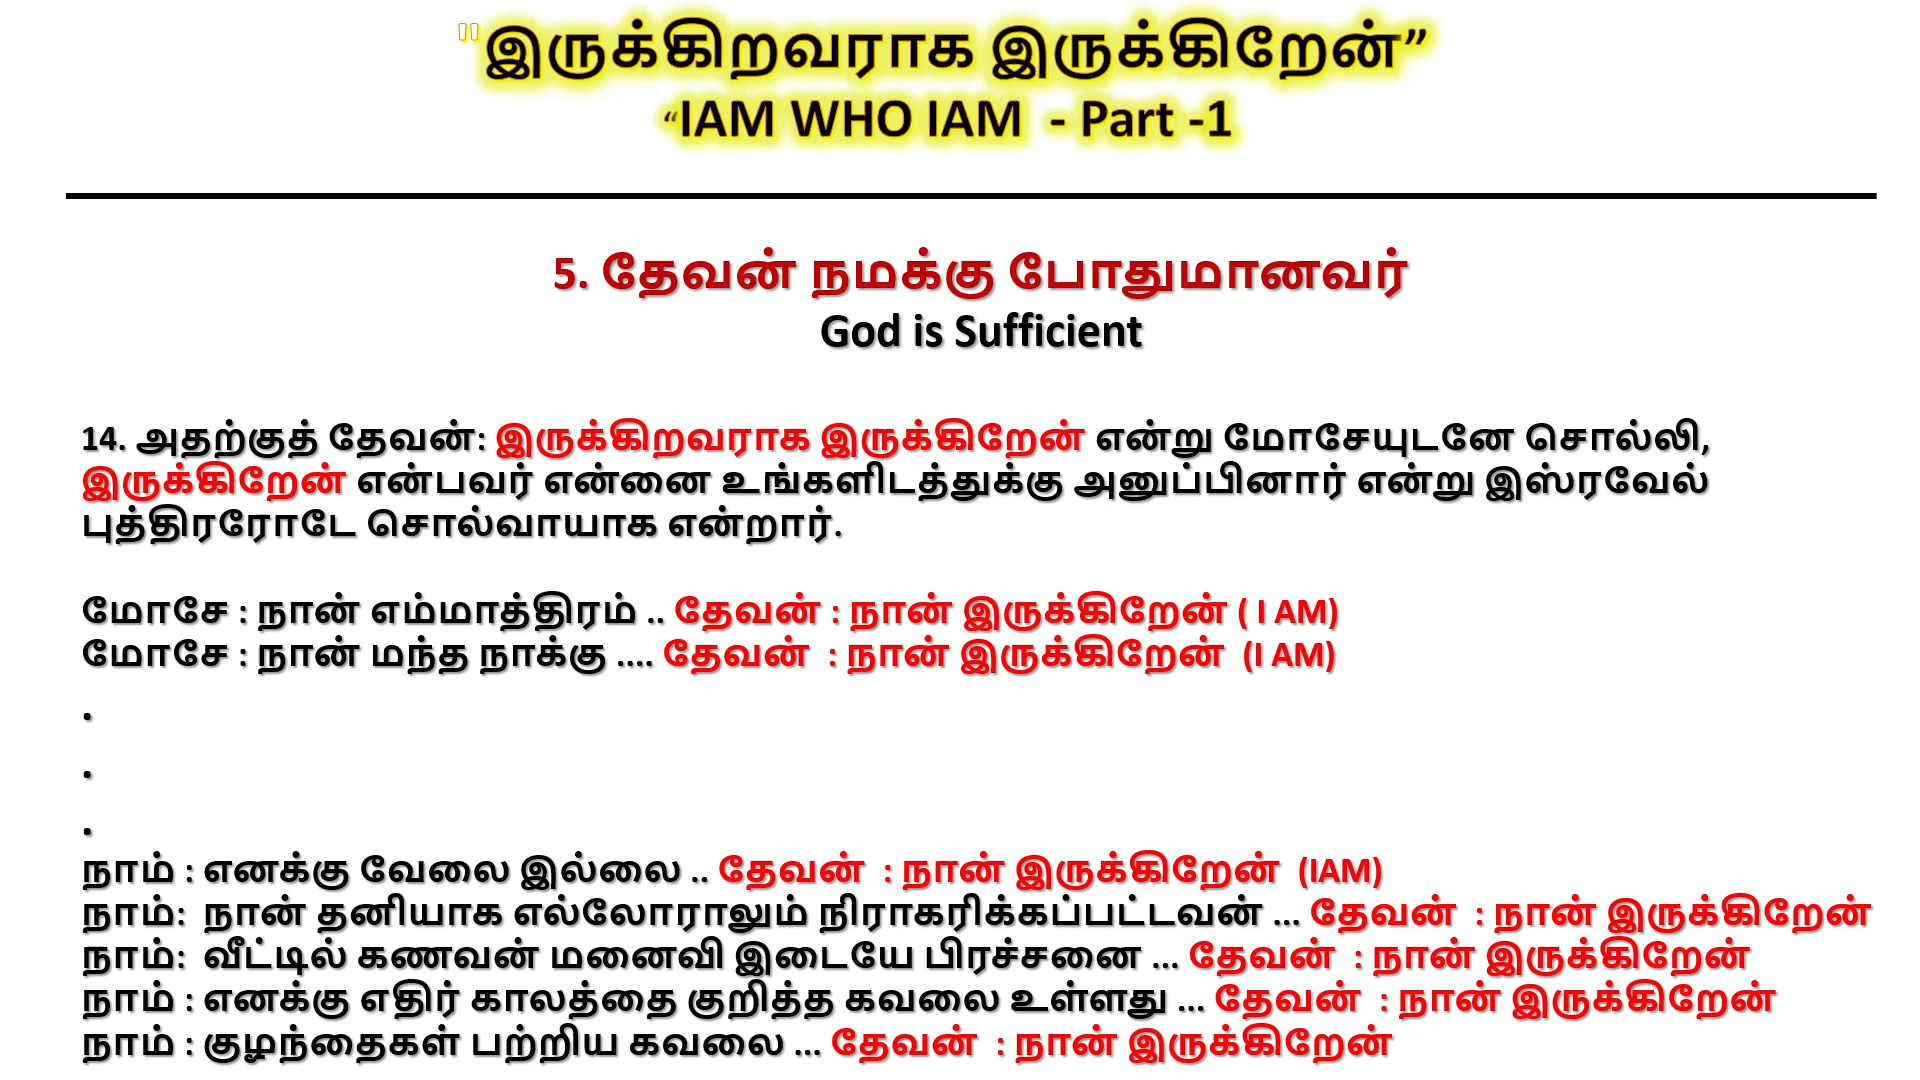 "இருக்கிறவராக இருக்கிறேன்”
“IAM WHO IAM - Part -1
5. தேவன் நமக்கு போதுமானவர்
God is Sufficient
14. அதற்குத் தேவன்: இருக்கிறவராக இருக்கிறேன் என்று மோசேயுடனே சொல்லி,
இருக்கிறேன் என்பவர் என்னை உங்களிடத்துக்கு அனுப்பினார் என்று இஸ்ரவேல்
புத்திரரோடே சொல்வாயாக என்றார்.
மோசே : நான் எம்மாத்திரம் .. தேவன் : நான் இருக்கிறேன் ( I AM)
மோசே : நான் மந்த நாக்கு .... தேவன் : நான் இருக்கிறேன் (I AM)
.
.
.
நாம் : எனக்கு வேலை இல்லை .. தேவன் : நான் இருக்கிறேன் (IAM)
நாம்: நான் தனியாக எல்லோராலும் நிராகரிக்கப்பட்டவன் ... தேவன் : நான் இருக்கிறேன்
நாம்: வீட்டில் கணவன் மனைவி இடையே பிரச்சனை ... தேவன் : நான் இருக்கிறேன்
நாம் : எனக்கு எதிர் காலத்தை குறித்த கவலை உள்ளது ... தேவன் : நான் இருக்கிறேன்
நாம் : குழந்தைகள் பற்றிய கவலை ... தேவன் : நான் இருக்கிறேன்